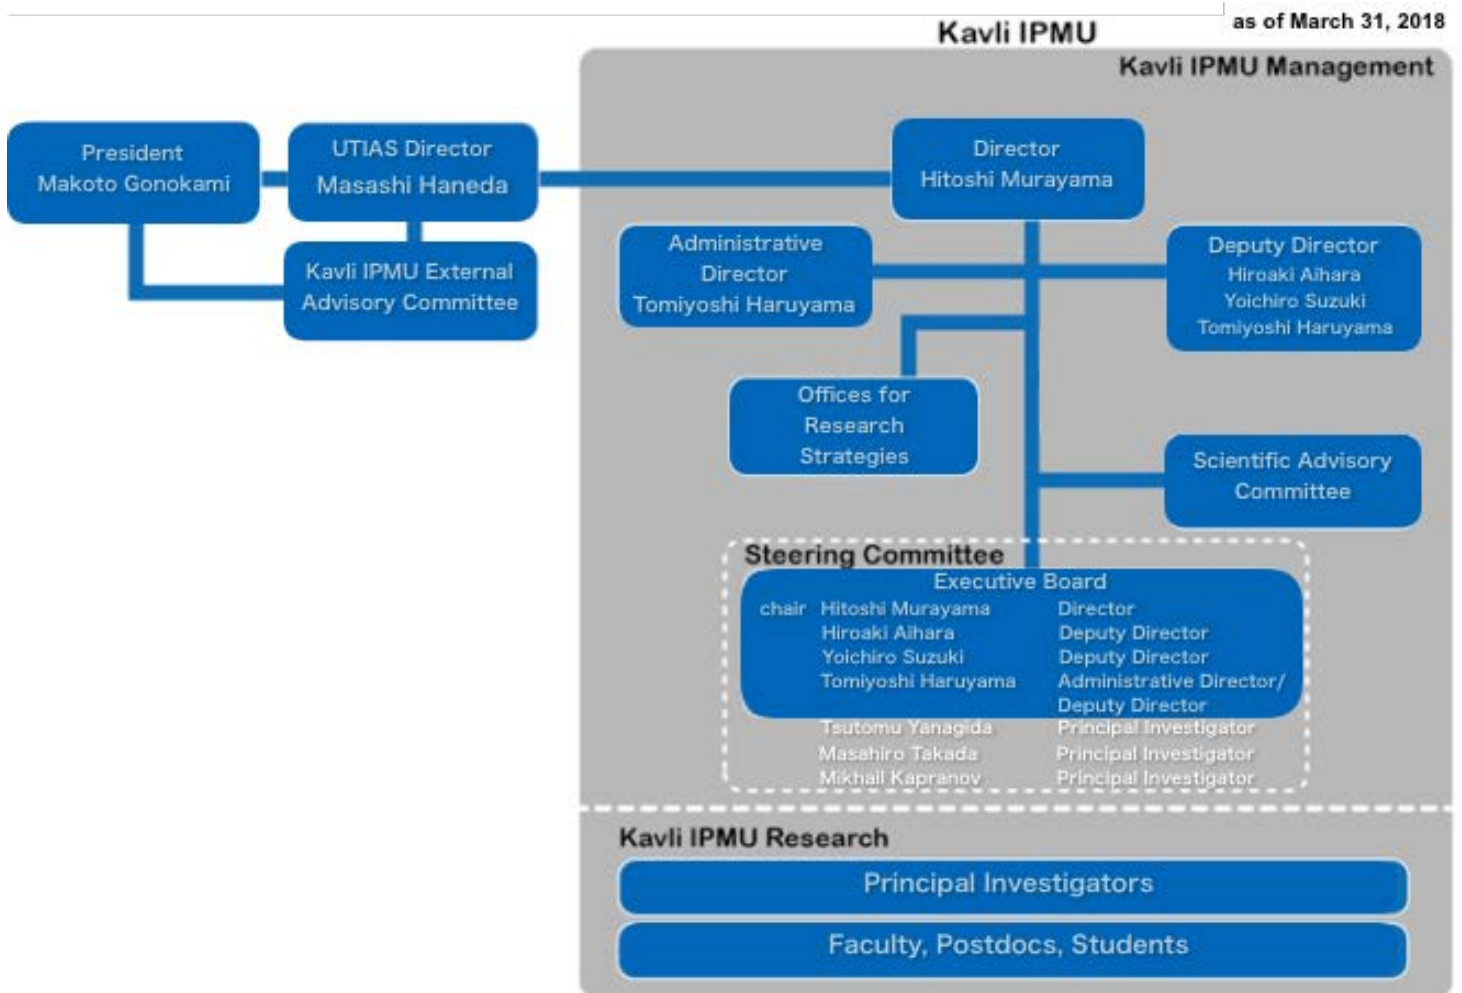 as of March 31, 2018
Kavli IPMU
Kavli IPMU Management
President
Makoto Gonokami
UTIAS Director
Masashi Haneda
Director
Hitoshi Murayama
Kavli IPMU External
Advisory Committee
Administrative
Director
Tomiyoshi Haruyama
Deputy Director
Hiroaki Aihara
Yoichiro Suzuki
Tomiyoshi Haruyama
Offices for
Research
Strategies
Scientific Advisory
Committee
Steering Committee
Executive Board
chair Hitoshi Murayama Director
Hiroaki Aihara Deputy Director
Yoichiro Suzuki Deputy Director
Tomiyoshi Haruyama Administrative Director/
Deputy Director
Tsutomu Yanagida Principal Investigator
Masahiro Takada Principal Investigator
Mikhail Kapranov Principal Investigator
Kavli IPMU Research
Principal Investigators
Faculty, Postdocs, Students